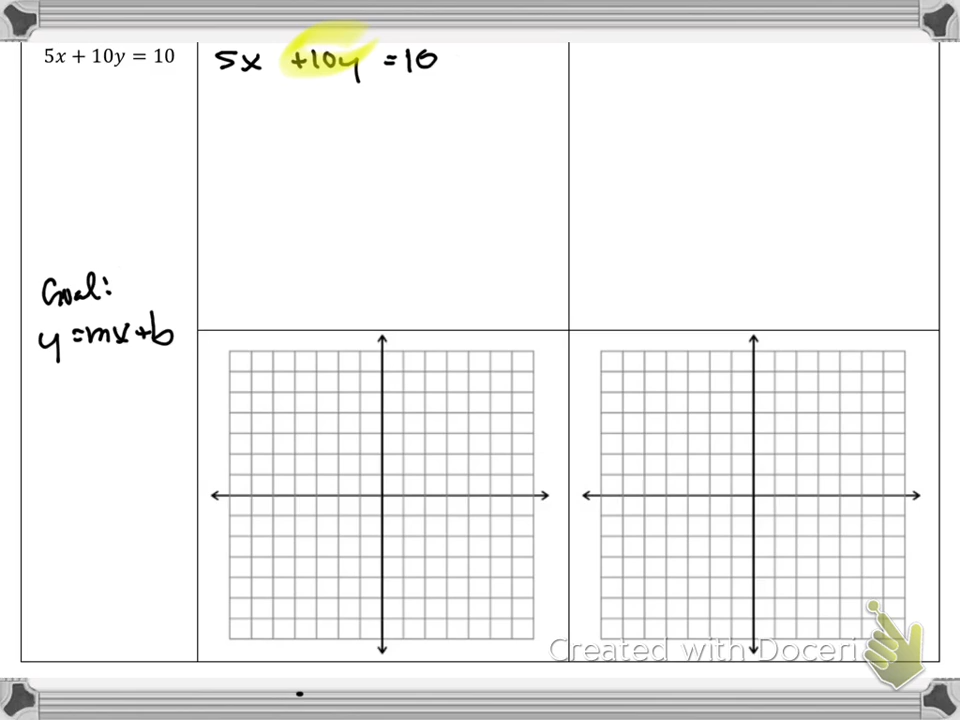 5x + 10y = 10
5x +10y = 10
Goal:
y = mx + b
Created with Doceri